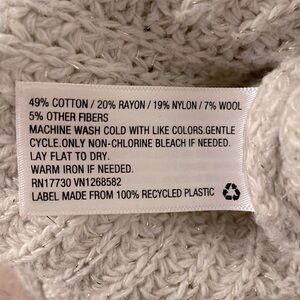 49% COTTON / 20% RAYON / 19% NYLON / 7% WOOL
5% OTHER FIBERS
MACHINE WASH COLD WITH LIKE COLORS.GENTLE
CYCLE.ONLY NON-CHLORINE BLEACH IF NEEDED.
LAY FLAT TO DRY.
WARM IRON IF NEEDED.
RN17730 VN1268582
LABEL MADE FROM 100% RECYCLED PLASTIC